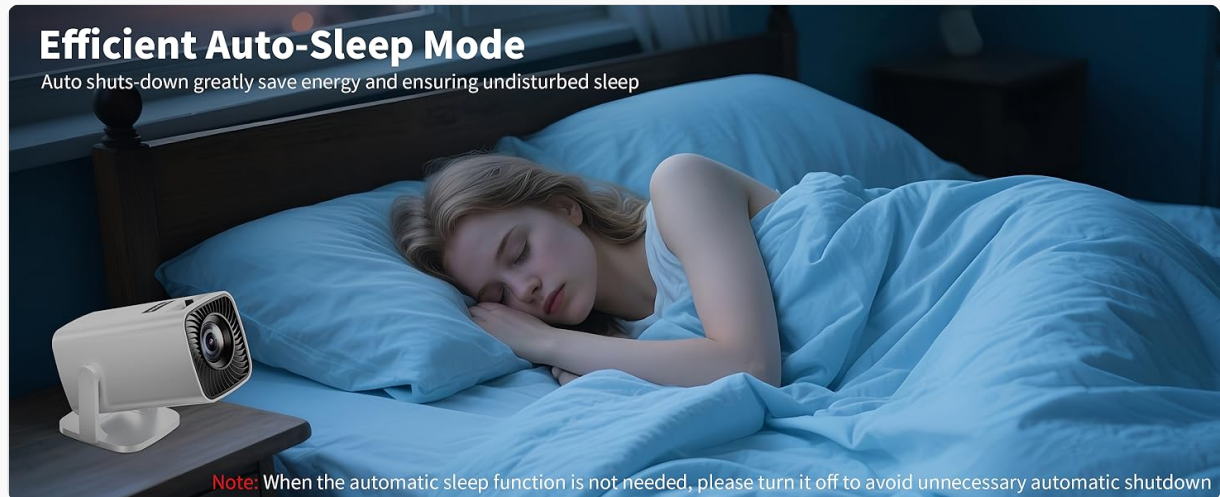 Efficient Auto-Sleep Mode
Auto shuts-down greatly save energy and ensuring undisturbed sleep
Note: When the automatic sleep function is not needed, please turn it off to avoid unnecessary automatic shutdown